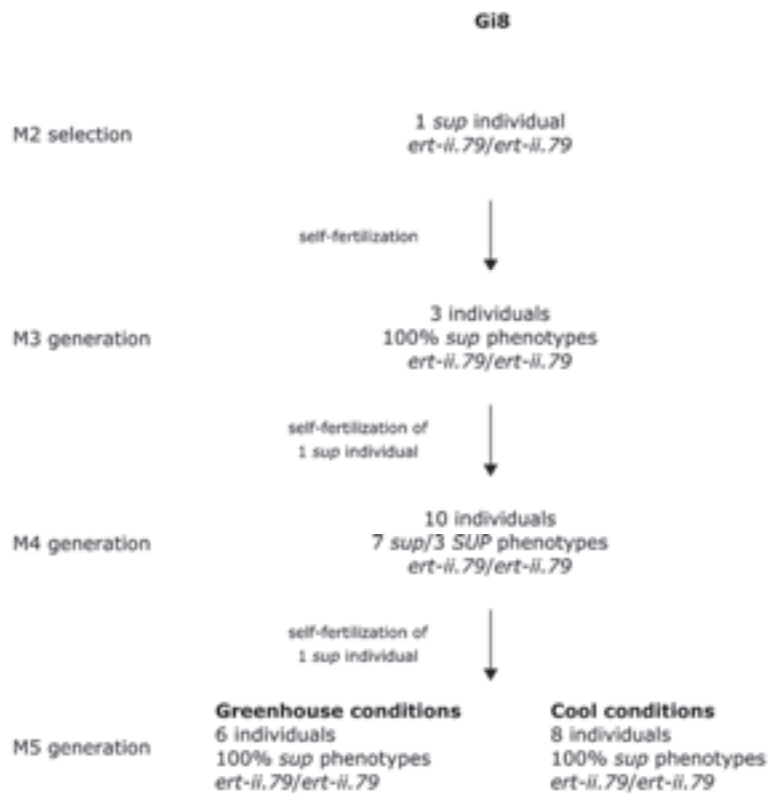 Gi8
M2 selection
1 sup individual
ert-ii.79/ert-ii.79
self-fertilization
3 individuals
M3 generation
100% sup phenotypes
ert-ii.79/ert-ii.79
self-fertilization of
1 sup individual
10 individuals
M4 generation
7 sup/3 SUP phenotypes
ert-ii.79/ert-ii.79
self-fertilization of
1 sup individual
Greenhouse conditions
6 individuals
100% sup phenotypes
ert-ii.79/ert-ii.79
Cool conditions
8 individuals
100% sup phenotypes
ert-ii.79/ert-ii.79
M5 generation